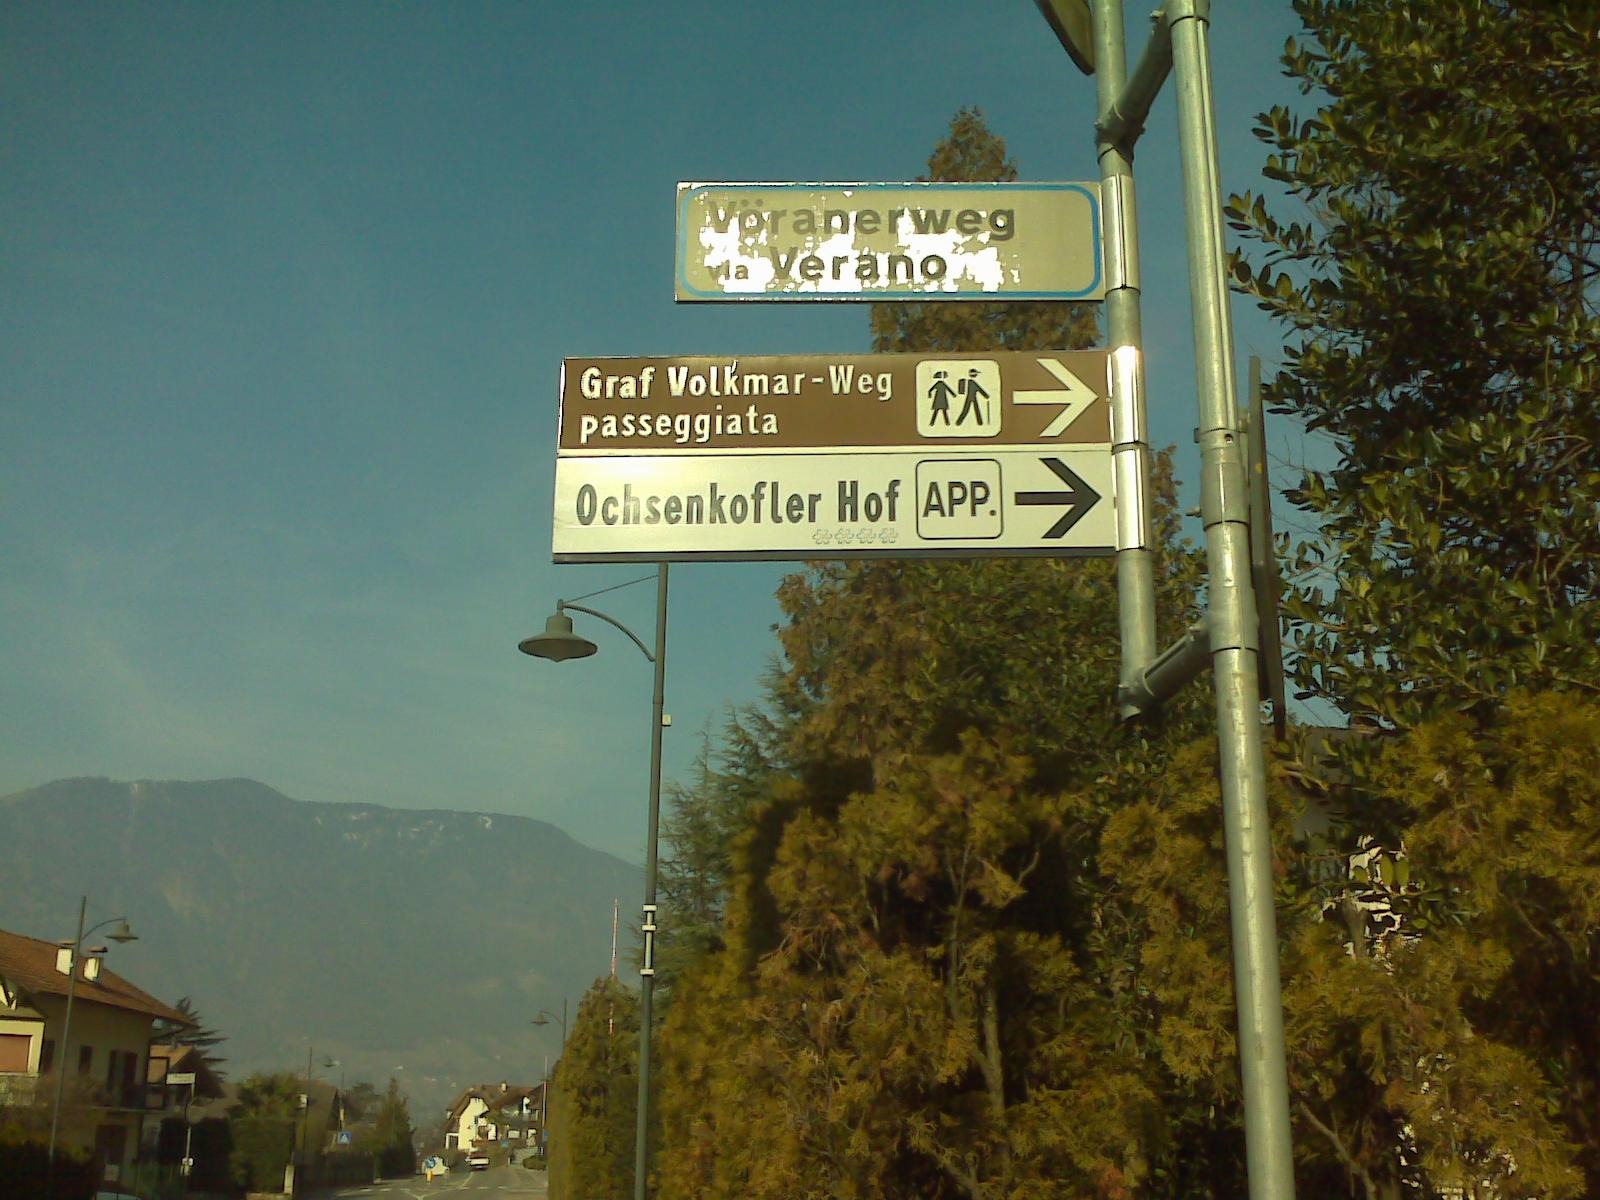 Vöranerweg
via Verano
Graf Volkmar-Weg
passeggiata
Ochsenkofler Hof APP.